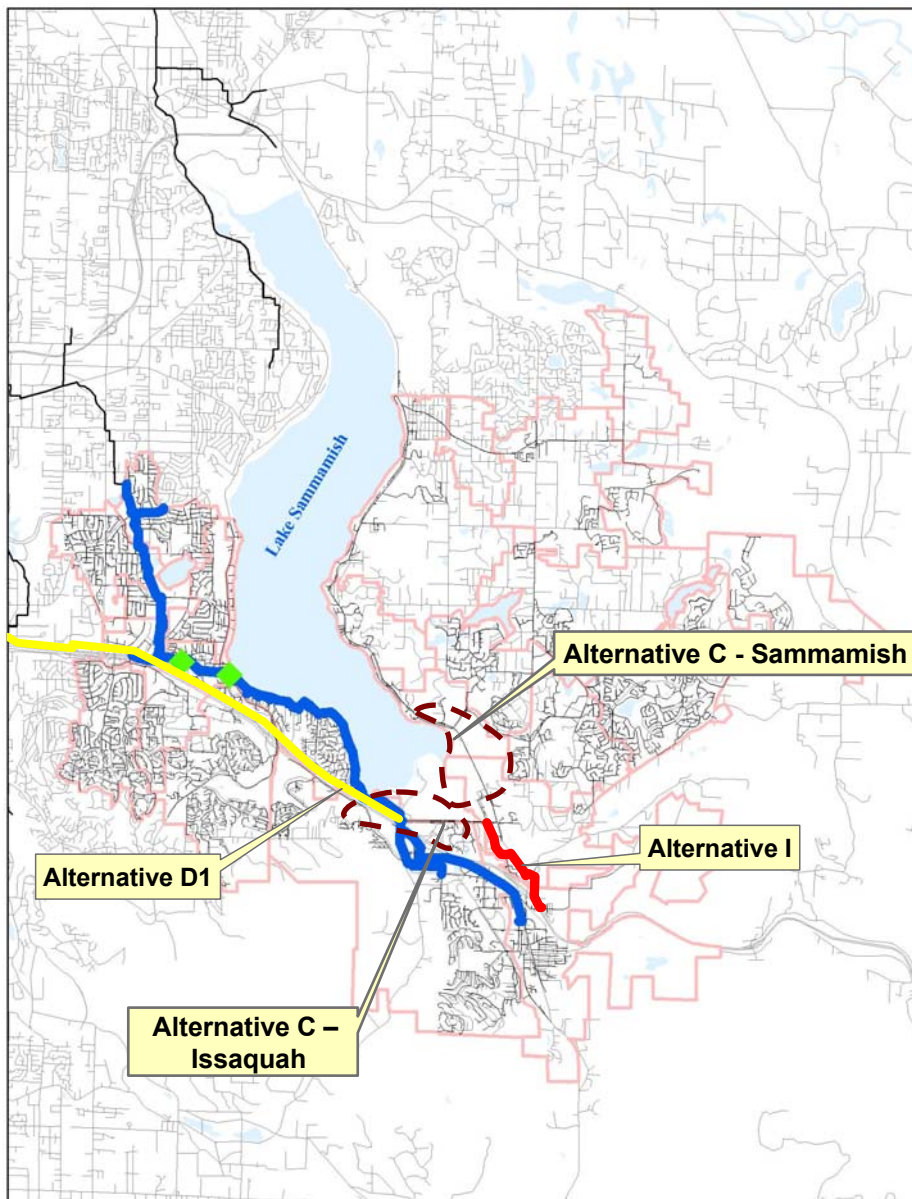 Lake Sammamish
Alternative C - Sammamish
Alternative I
Alternative D1
Alternative C –
Issaquah